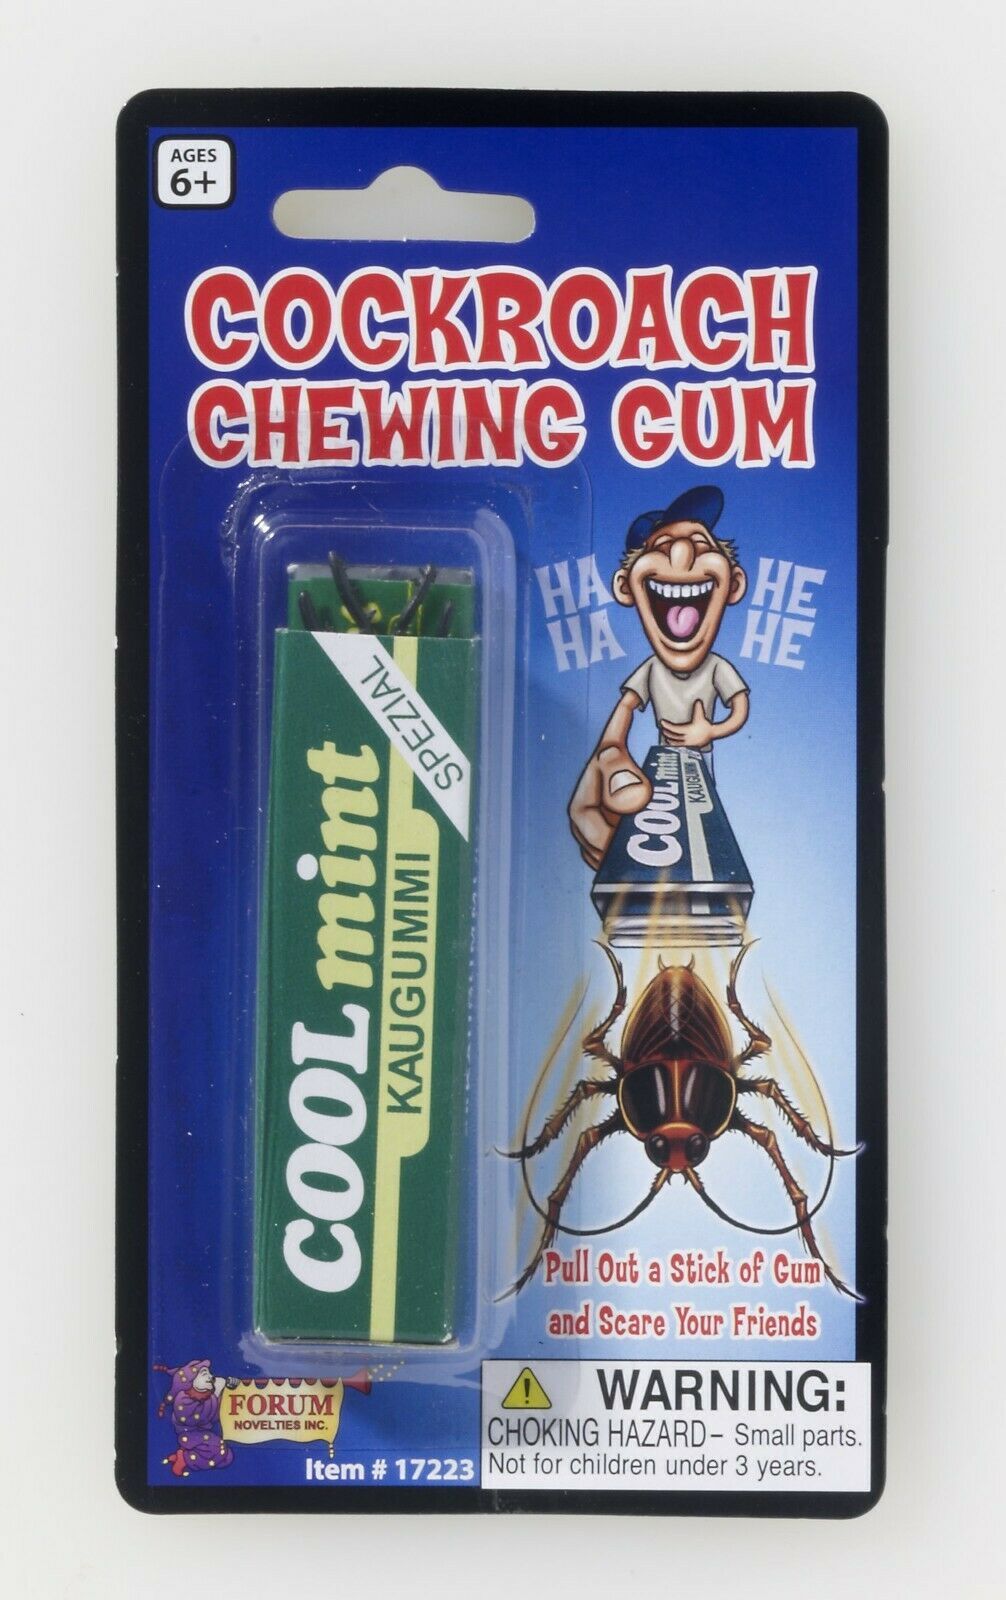 AGES
6+
COCKROACH
CHEWING GUM
HA
HA
HE
HE
SPEZIAL
COOL mint
KAUGUMMI
COOL mint
KAUGUMMI
Pull Out a Stick of Gum
and Scare Your Friends
FORUM
NOVELTIES INC.
Item # 17223
WARNING:
CHOKING HAZARD– Small parts.
Not for children under 3 years.